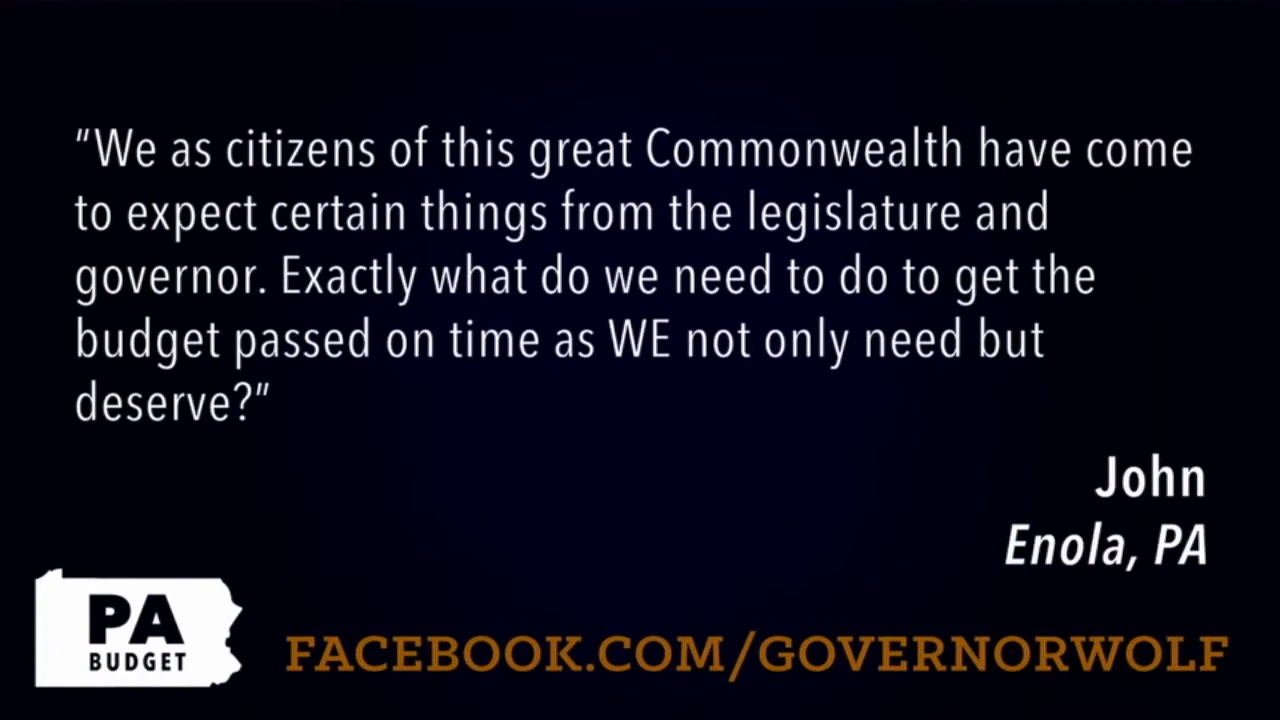 "We as citizens of this great Commonwealth have come
to expect certain things from the legislature and
governor. Exactly what do we need to do to get the
budget passed on time as WE not only need but
deserve?"
John
Enola, PA
PA
BUDGET
FACEBOOK.COM/GOVERNORWOLF